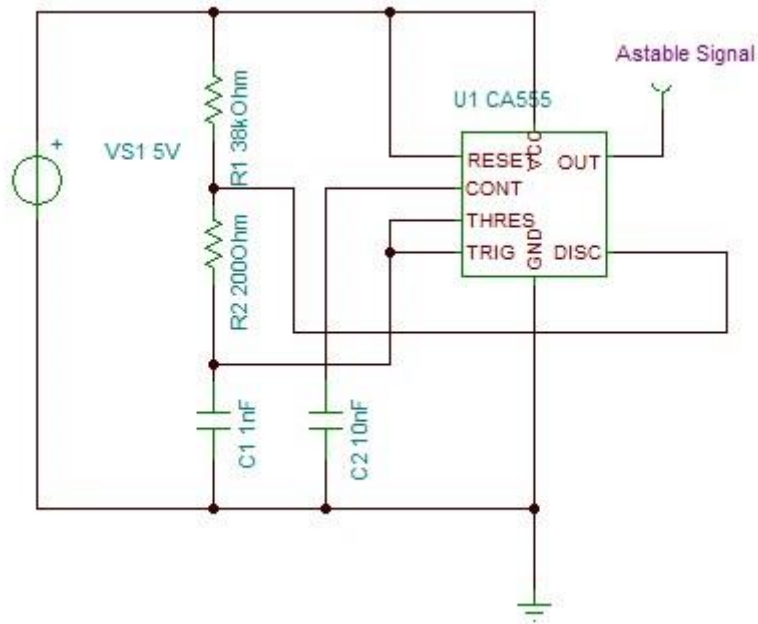 Astable Signal
U1 CA555
VS1 5V
R1 38kOhm
RESET
VCC
OUT
CONT
THRES
TRIG
GND
DISC
R2 200Ohm
C1 1nF
C2 10nF